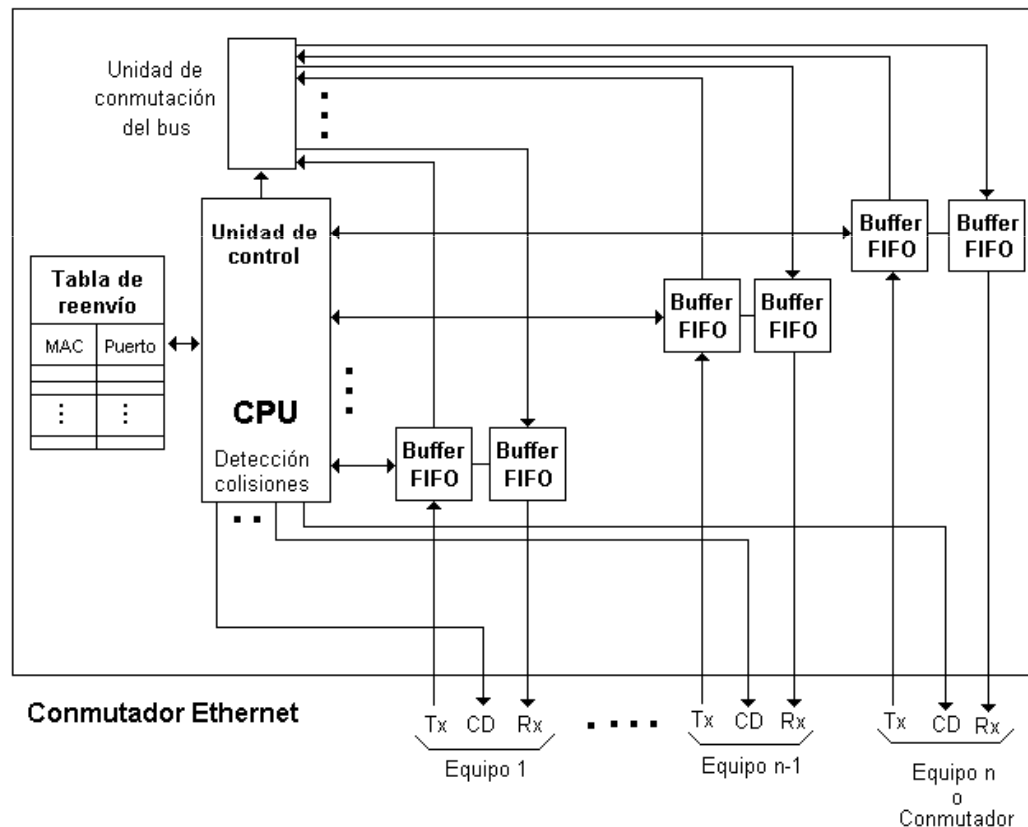 Unidad de
conmutación
del bus
Unidad de
control
Tabla de
reenvío
MAC Puerto
CPU
Detección
colisiones
Buffer
FIFO
Buffer
FIFO
Buffer
FIFO
Buffer
FIFO
Buffer
FIFO
Buffer
FIFO
Conmutador Ethernet
Tx CD Rx
Equipo 1
Tx CD Rx
Equipo n-1
Tx CD Rx
Equipo n
o
Conmutador